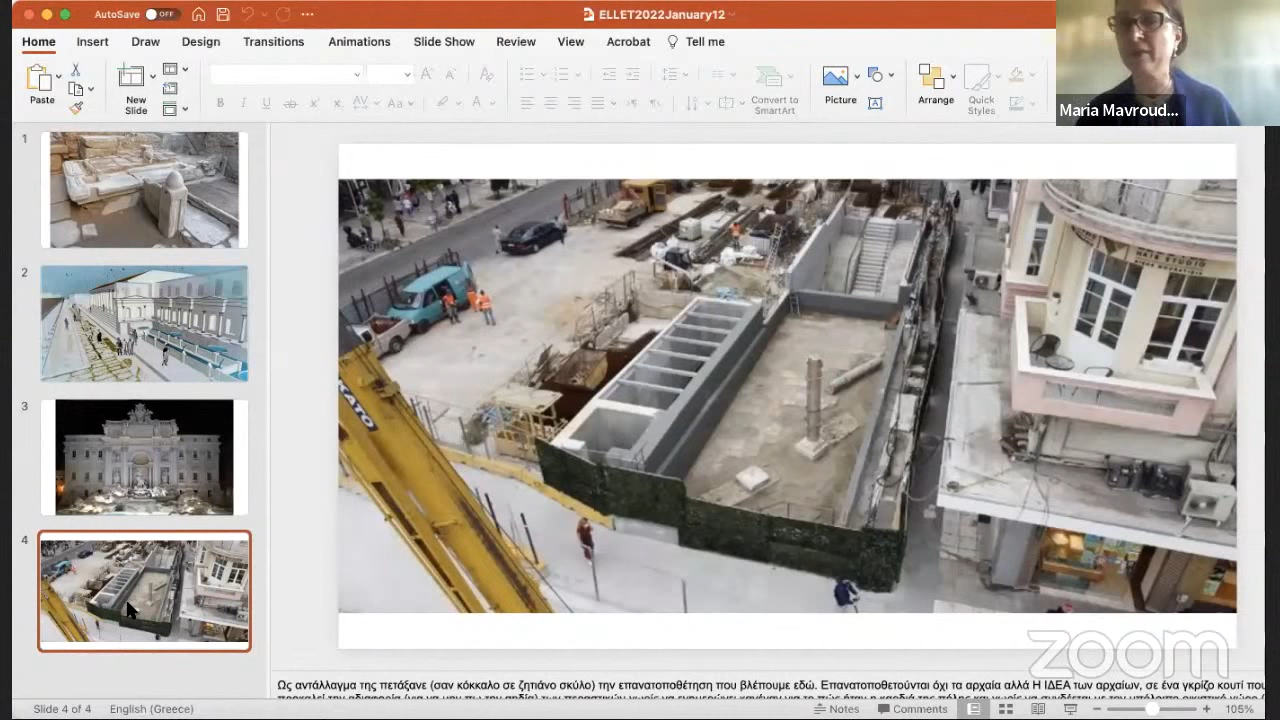 AutoSave OFF
ELLET2022January12
Home Insert Draw Design Transitions Animations Slide Show Review View Acrobat Tell me
Paste
New
Slide
Convert to
SmartArt
Picture
Arrange
Quick
Styles
Maria Mavroud...
1
2
3
4
KATO
HAIR STUDIO
zoom
Ως αντάλλαγμα της πετάξανε (σαν κόκκαλο σε ζητιάνο σκύλο) την επανατοποθέτηση που βλέπουμε εδώ. Επανατοποθετούνται όχι τα αρχαία αλλά Η ΙΔΕΑ των αρχαίων, σε ένα γκρίζο κουτί που
Slide 4 of 4 English (Greece) Notes Comments 105%